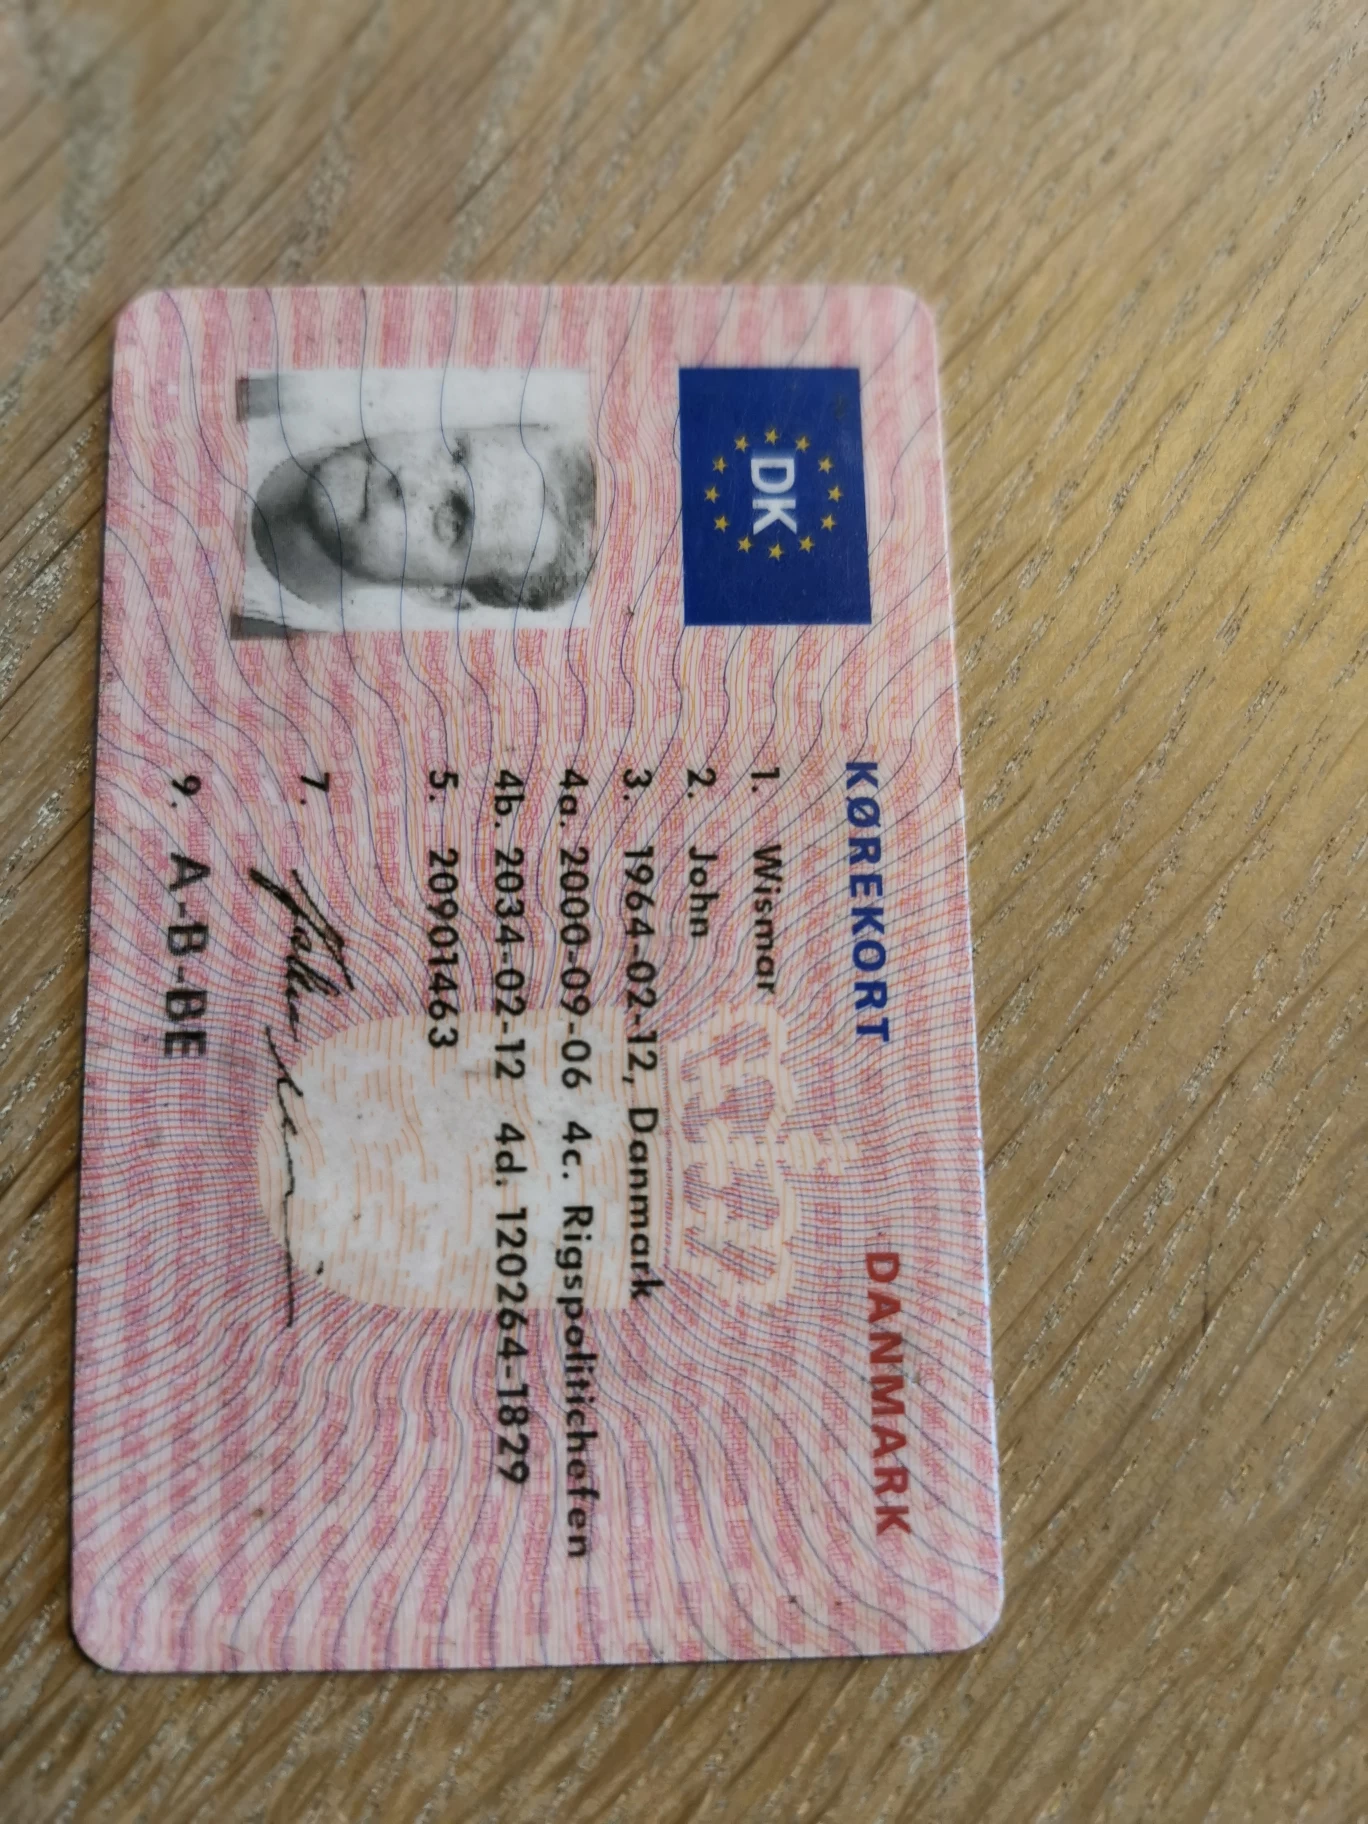 KØREKORT DANMARK
DK
1. Wismar
2. John
3. 1964-02-12, Danmark
4a. 2000-09-06 4c. Rigspolitichefen
4b. 2034-02-12 4d. 120264-1829
5. 20901463
7.
9. A-B-BE